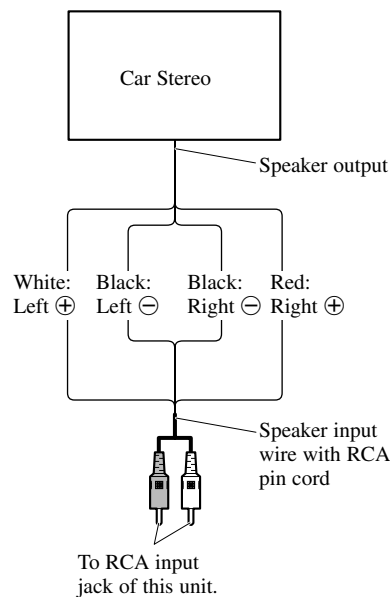 Car Stereo
Speaker output
White:
Left ⊕
Black:
Left ⊖
Black:
Right ⊖
Red:
Right ⊕
Speaker input
wire with RCA
pin cord
To RCA input
jack of this unit.